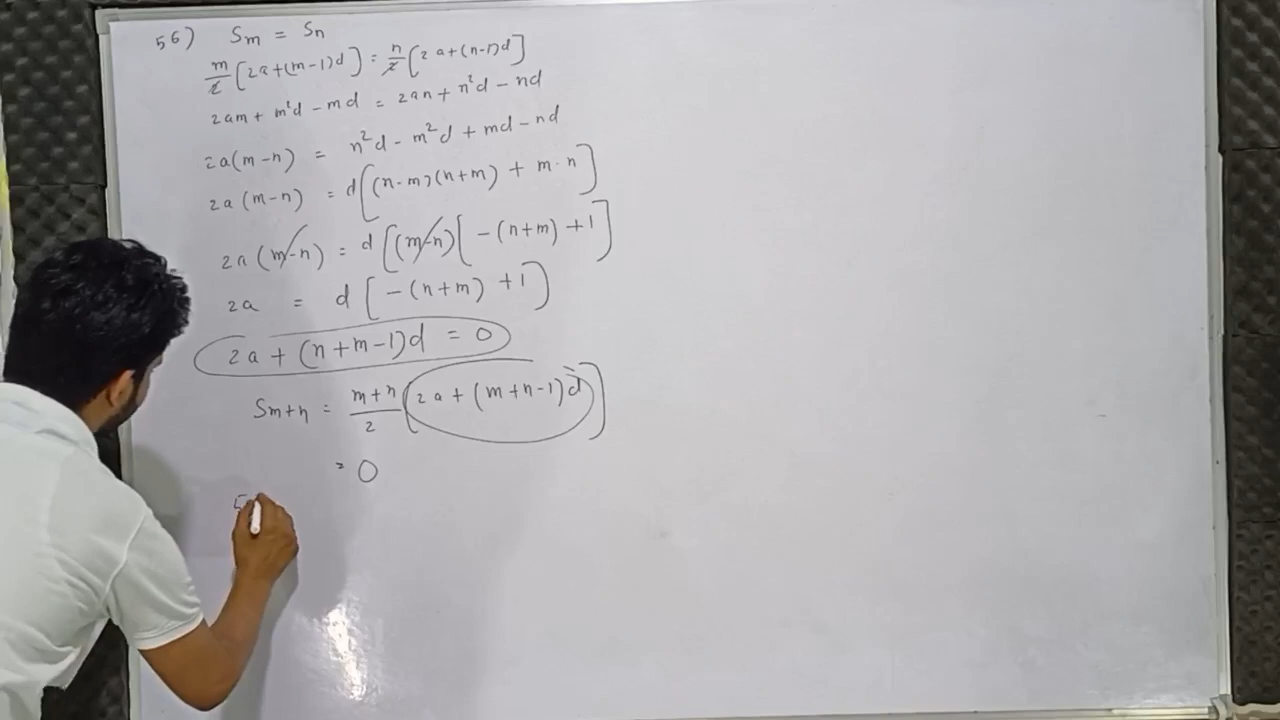 56) Sm = Sn
m/2 [2a+(m-1)d] = n/2 [2a+(n-1)d]
2am + m²d - md = 2an + n²d - nd
2a(m-n) = n²d - m²d + md - nd
2a(m-n) = d[(n-m)(n+m) + m-n]
2a(m-n) = d[(m-n)[-(n+m)+1]
2a = d[-(n+m)+1]
2a + (n+m-1)d = 0
Sm+n = m+n/2 [2a + (m+n-1)d]
= 0